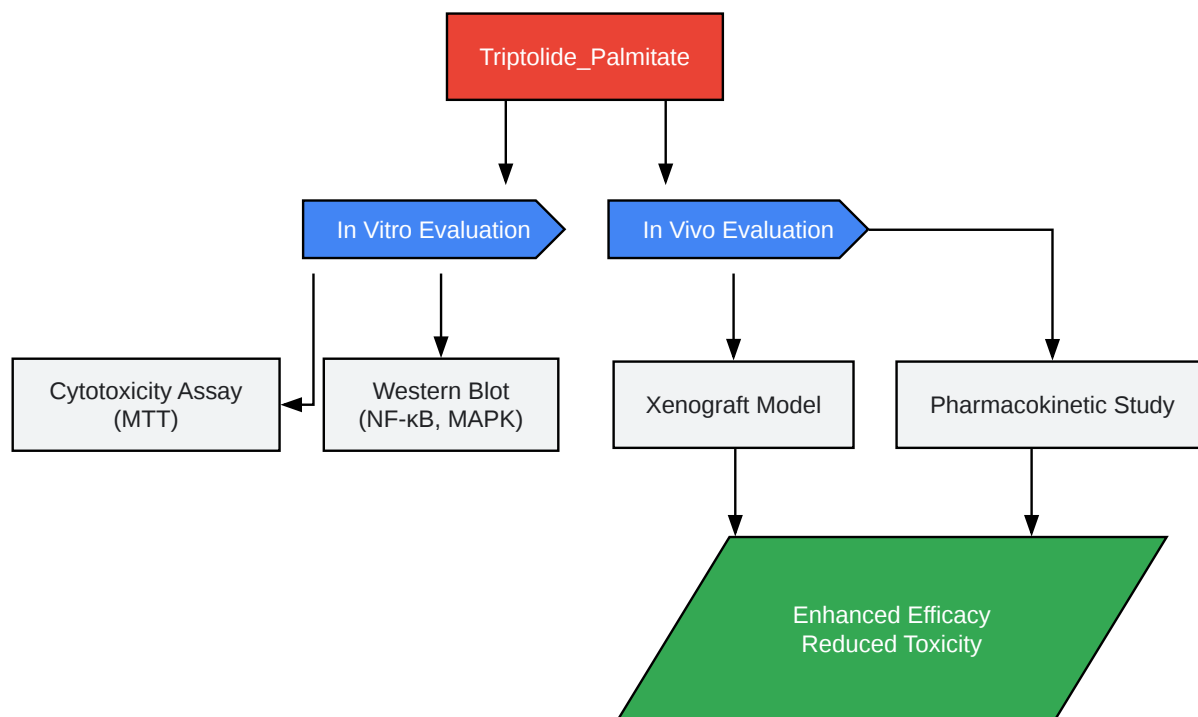 Triptolide_Palmitate
In Vitro Evaluation
In Vivo Evaluation
Cytotoxicity Assay
(MTT)
Western Blot
(NF-κB, MAPK)
Xenograft Model
Pharmacokinetic Study
Enhanced Efficacy
Reduced Toxicity